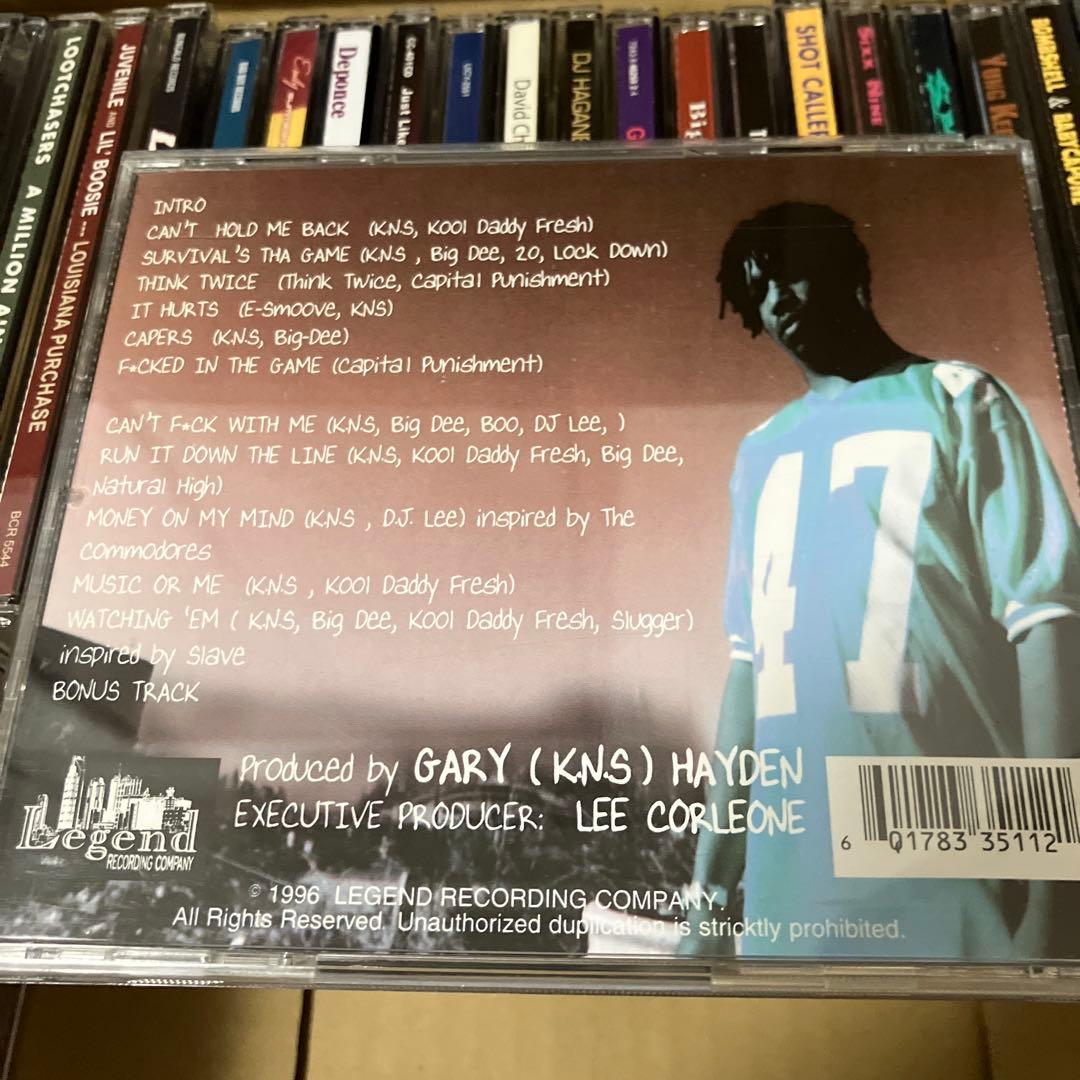 LOOTCHASERS A MILLION
JUVENILE AND LIL' BOOSIE ... LOUISIANA PURCHASE
BCR 5544
Deponce
Just
David
DJ HAGANE
SHOT CALLE
SIXX NINE
YUNG
BOMBSHELL & BABYCAPONE
INTRO
CAN'T HOLD ME BACK (K.N.S, Kool Daddy Fresh)
SURVIVAL'S THA GAME (K.N.S , Big Dee, 20, Lock Down)
THINK TWICE (Think Twice, Capital Punishment)
IT HURTS (E-Smoove, KNS)
CAPERS (K.N.S, Big-Dee)
F*CKED IN THE GAME (Capital Punishment)
CAN'T F*CK WITH ME (K.N.S, Big Dee, Boo, DJ Lee, )
RUN IT DOWN THE LINE (K.N.S, Kool Daddy Fresh, Big Dee,
Natural High)
MONEY ON MY MIND (K.N.S , D.J. Lee) inspired by The
Commodores
MUSIC OR ME (K.N.S , Kool Daddy Fresh)
WATCHING 'EM ( K.N.S, Big Dee, Kool Daddy Fresh, Slugger)
inspired by Slave
BONUS TRACK
47
Produced by GARY (K.N.S) HAYDEN
EXECUTIVE PRODUCER: LEE CORLEONE
Legend
RECORDING COMPANY
6 01783 35112
© 1996 LEGEND RECORDING COMPANY.
All Rights Reserved. Unauthorized duplication is stricktly prohibited.